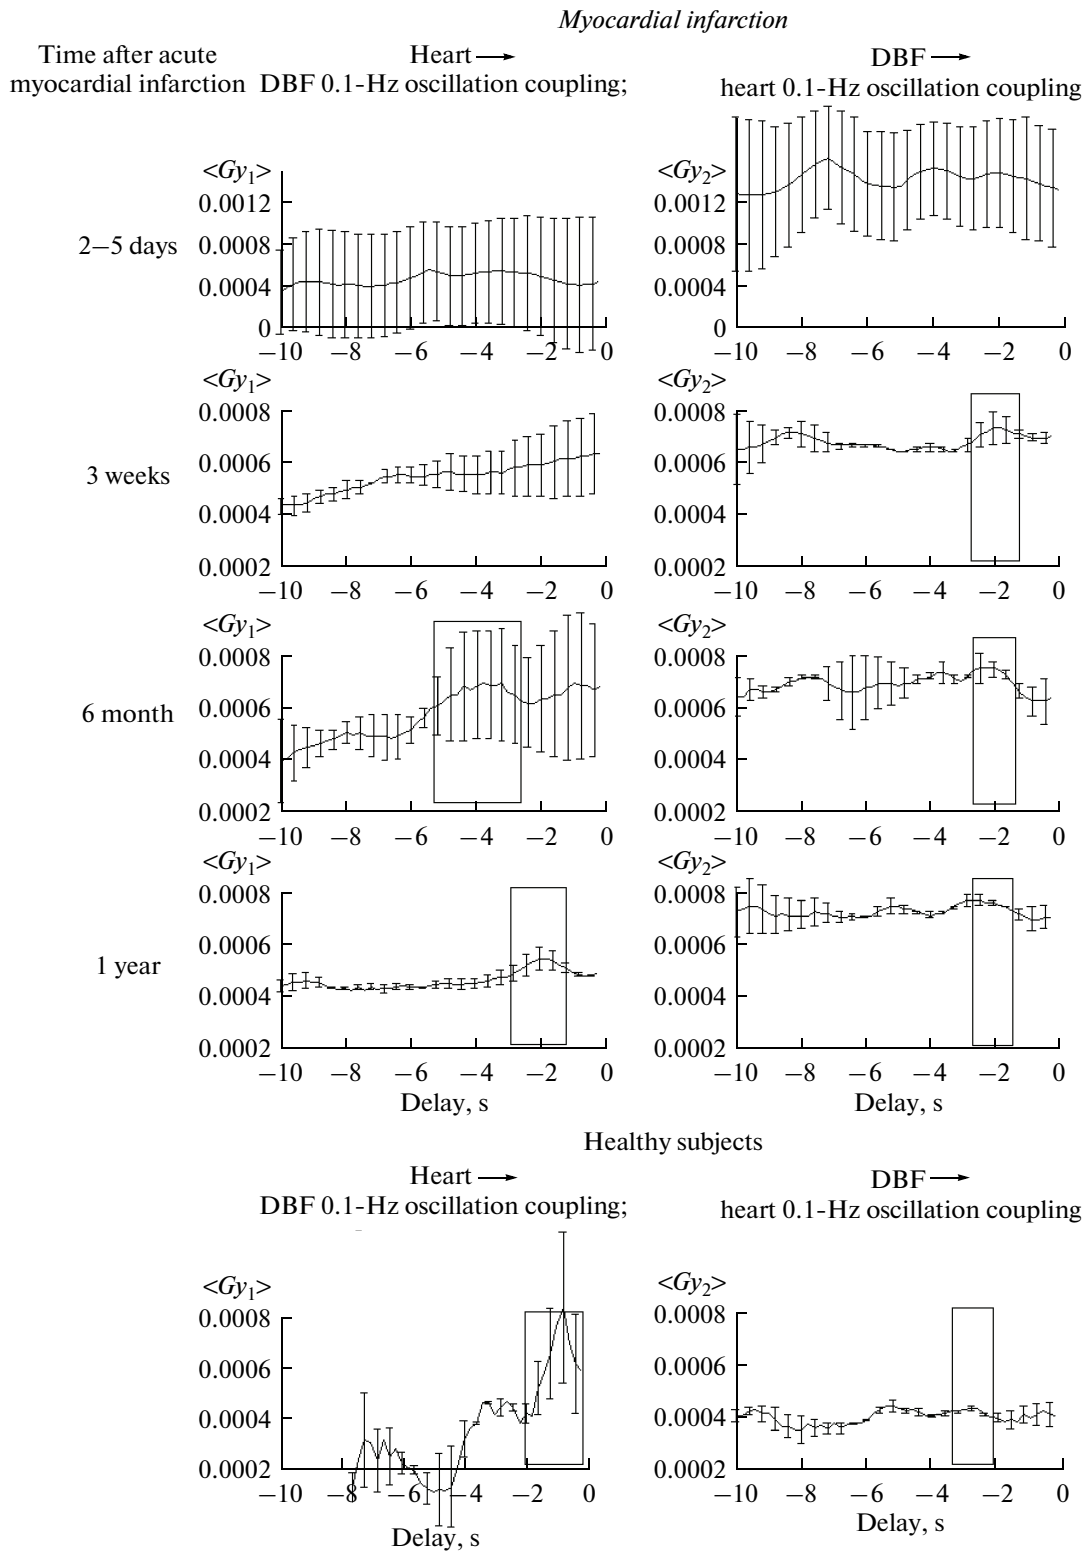 Myocardial infarction
Time after acute
myocardial infarction
Heart →
DBF 0.1-Hz oscillation coupling;
DBF →
heart 0.1-Hz oscillation coupling
2–5 days
<Gy1>
0.0012
0.0008
0.0004
0
−10 −8 −6 −4 −2 0
<Gy2>
0.0012
0.0008
0.0004
0
−10 −8 −6 −4 −2 0
3 weeks
<Gy1>
0.0008
0.0006
0.0004
0.0002
−10 −8 −6 −4 −2 0
<Gy2>
0.0008
0.0006
0.0004
0.0002
−10 −8 −6 −4 −2 0
6 month
<Gy1>
0.0008
0.0006
0.0004
0.0002
−10 −8 −6 −4 −2 0
<Gy2>
0.0008
0.0006
0.0004
0.0002
−10 −8 −6 −4 −2 0
1 year
<Gy1>
0.0008
0.0006
0.0004
0.0002
−10 −8 −6 −4 −2 0
Delay, s
<Gy2>
0.0008
0.0006
0.0004
0.0002
−10 −8 −6 −4 −2 0
Delay, s
Healthy subjects
Heart →
DBF 0.1-Hz oscillation coupling;
DBF →
heart 0.1-Hz oscillation coupling
<Gy1>
0.0008
0.0006
0.0004
0.0002
−10 −8 −6 −4 −2 0
Delay, s
<Gy2>
0.0008
0.0006
0.0004
0.0002
−10 −8 −6 −4 −2 0
Delay, s